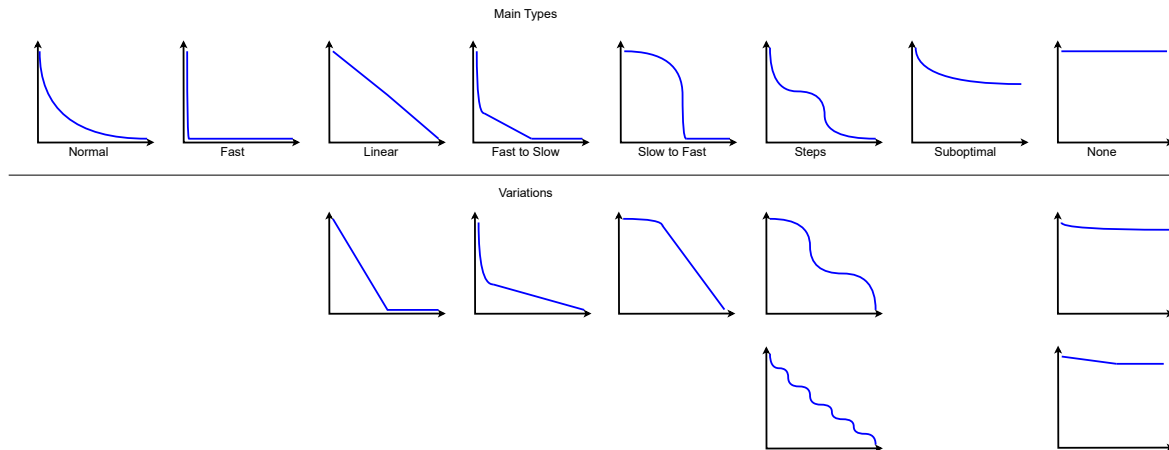 Main Types
Normal
Fast
Linear
Fast to Slow
Slow to Fast
Steps
Suboptimal
None
Variations